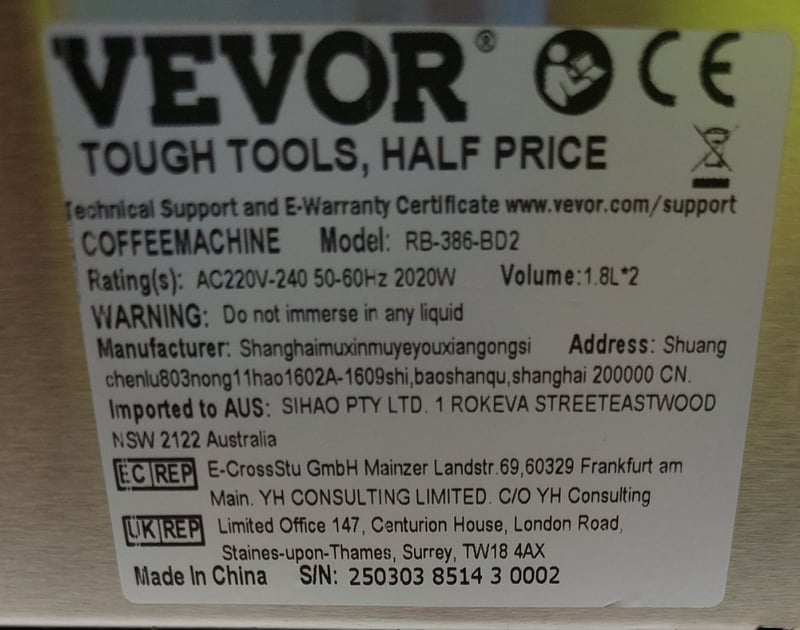 VEVOR®
CE
TOUGH TOOLS, HALF PRICE
Technical Support and E-Warranty Certificate www.vevor.com/support
COFFEEMACHINE Model: RB-386-BD2
Rating(s): AC220V-240 50-60Hz 2020W Volume:1.8L*2
WARNING: Do not immerse in any liquid
Manufacturer: Shanghaimuxinmuyeyouxiangongsi Address: Shuang
chenlu803nong11hao1602A-1609shi,baoshanqu,shanghai 200000 CN.
Imported to AUS: SIHAO PTY LTD. 1 ROKEVA STREETEASTWOOD
NSW 2122 Australia
EC REP E-CrossStu GmbH Mainzer Landstr.69,60329 Frankfurt am
Main. YH CONSULTING LIMITED. C/O YH Consulting
UK REP Limited Office 147, Centurion House, London Road,
Staines-upon-Thames, Surrey, TW18 4AX
Made In China S/N: 250303 8514 3 0002